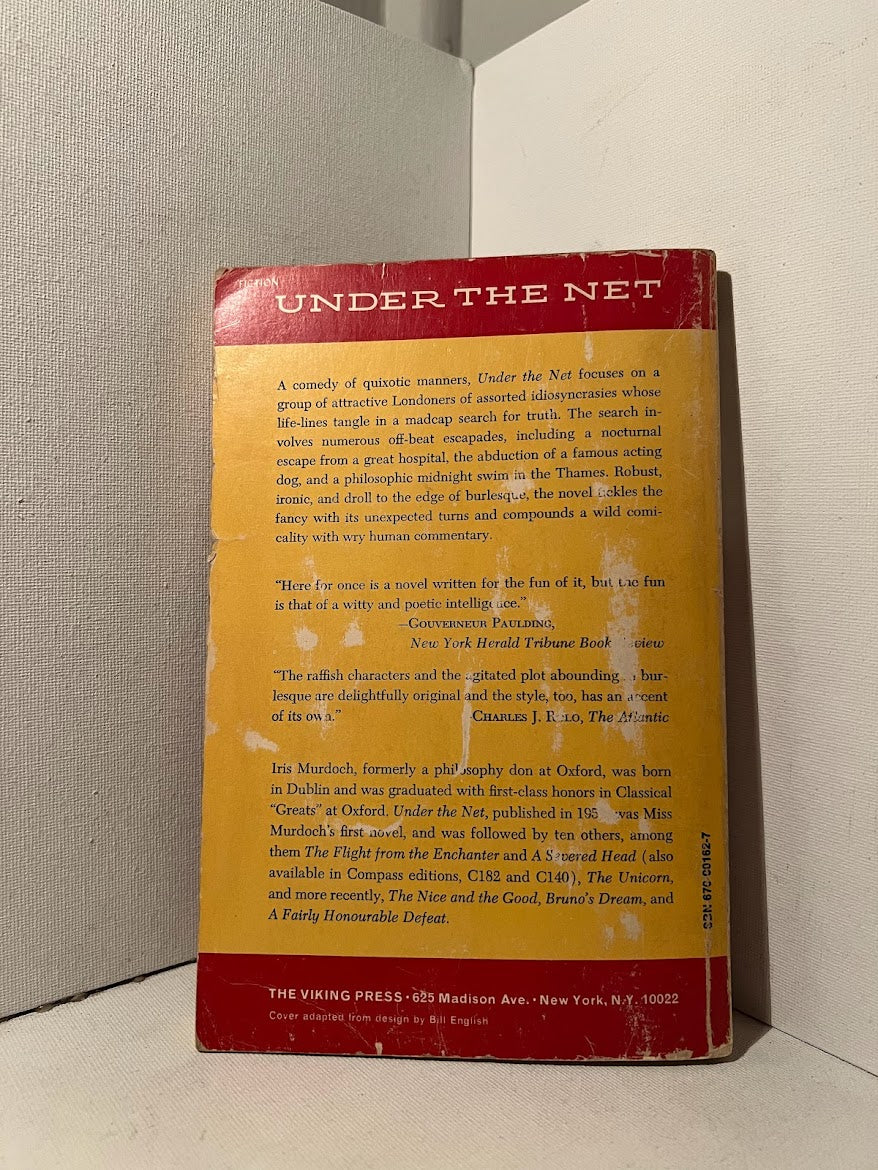 FICTION
UNDER THE NET
A comedy of quixotic manners, Under the Net focuses on a
group of attractive Londoners of assorted idiosyncrasies whose
life-lines tangle in a madcap search for truth. The search in-
volves numerous off-beat escapades, including a nocturnal
escape from a great hospital, the abduction of a famous acting
dog, and a philosophic midnight swim in the Thames. Robust,
ironic, and droll to the edge of burlesque, the novel tickles the
fancy with its unexpected turns and compounds a wild comi-
cality with wry human commentary.
"Here for once is a novel written for the fun of it, but the fun
is that of a witty and poetic intelligence."
—GOUVERNEUR PAULDING,
New York Herald Tribune Book
"The raffish characters and the agitated plot abounding bur-
lesque are delightfully original and the style, too, has an accent
of its own." CHARLES J. The Atlantic
Iris Murdoch, formerly a philosophy don at Oxford, was born
in Dublin and was graduated with first-class honors in Classical
"Greats" at Oxford. Under the Net, published in was Miss
Murdoch's first novel, and was followed by ten others, among
them The Flight from the Enchanter and A Severed Head (also
available in Compass editions, C182 and C140), The Unicorn,
and more recently, The Nice and the Good, Bruno's Dream, and
A Fairly Honourable Defeat.
SBN 670-00162-7
THE VIKING PRESS • 625 Madison Ave. • New York, N.Y. 10022
Cover adapted from design by Bill English